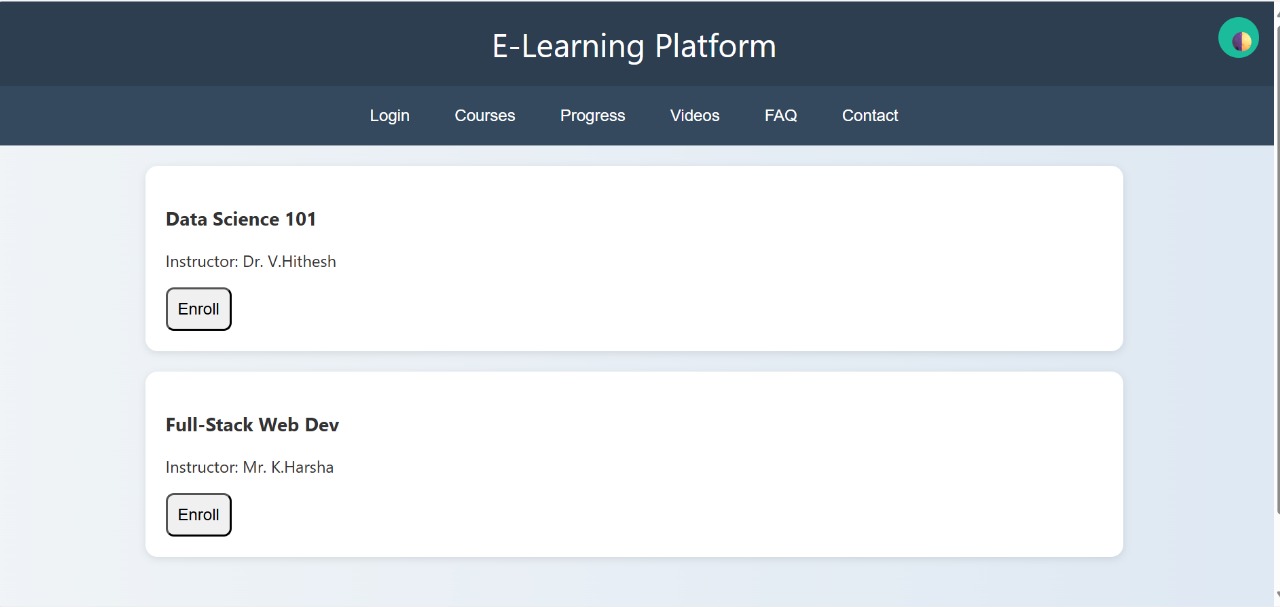 E-Learning Platform
Login Courses Progress Videos FAQ Contact
Data Science 101
Instructor: Dr. V.Hithesh
Enroll
Full-Stack Web Dev
Instructor: Mr. K.Harsha
Enroll